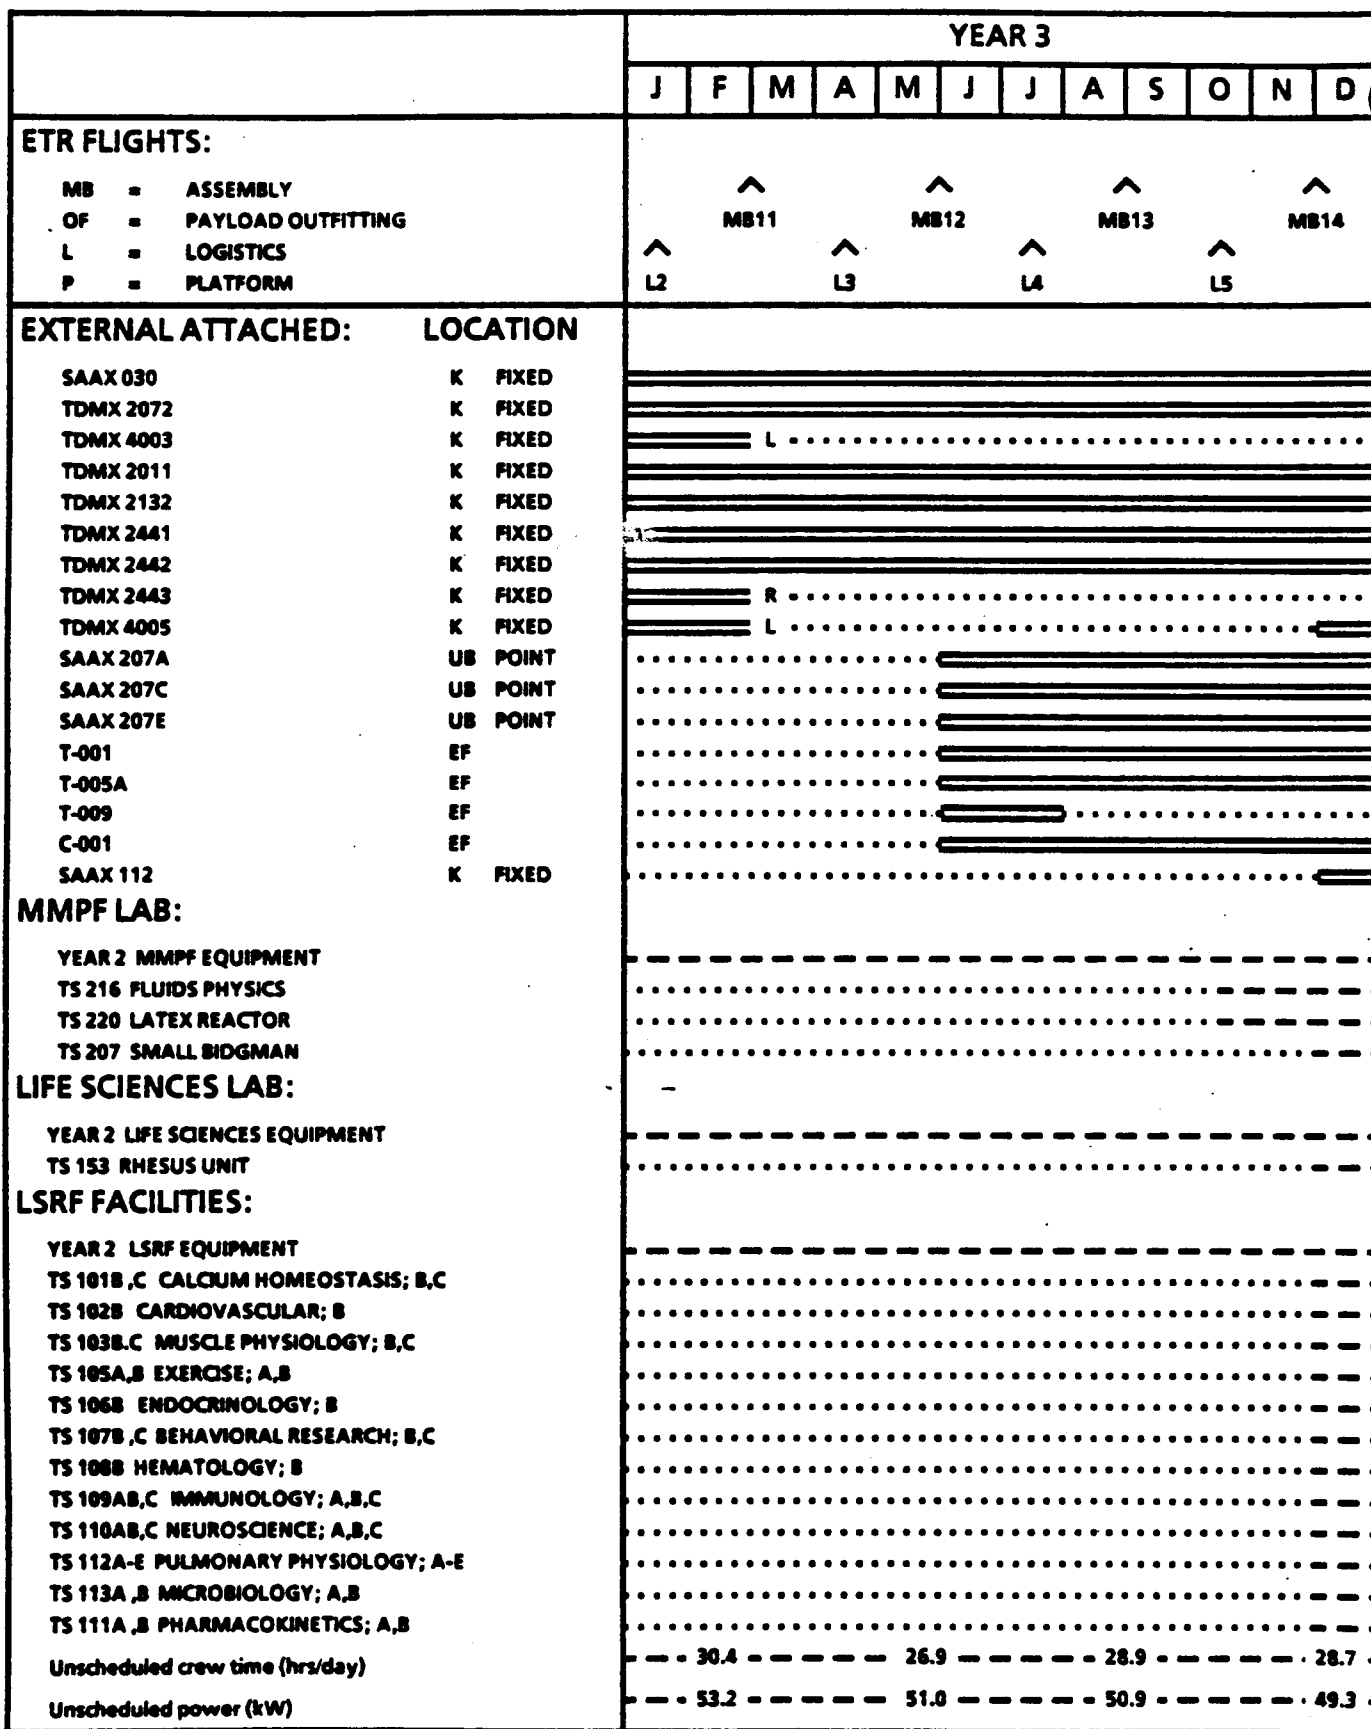 YEAR 3
J F M A M J J A S O N D
ETR FLIGHTS:
MB = ASSEMBLY
OF = PAYLOAD OUTFITTING
MB11 MB12 MB13 MB14
L = LOGISTICS
P = PLATFORM
L2 L3 L4 L5
EXTERNAL ATTACHED: LOCATION
SAAX 030 K FIXED
TDMX 2072 K FIXED
TDMX 4003 K FIXED L
TDMX 2011 K FIXED
TDMX 2132 K FIXED
TDMX 2441 K FIXED
TDMX 2442 K FIXED
TDMX 2443 K FIXED R
TDMX 4005 K FIXED L
SAAX 207A UB POINT
SAAX 207C UB POINT
SAAX 207E UB POINT
T-001 EF
T-005A EF
T-009 EF
C-001 EF
SAAX 112 K FIXED
MMPF LAB:
YEAR 2 MMPF EQUIPMENT
TS 216 FLUIDS PHYSICS
TS 220 LATEX REACTOR
TS 207 SMALL BIDGMAN
LIFE SCIENCES LAB:
YEAR 2 LIFE SCIENCES EQUIPMENT
TS 153 RHESUS UNIT
LSRF FACILITIES:
YEAR 2 LSRF EQUIPMENT
TS 101B ,C CALCIUM HOMEOSTASIS; B,C
TS 102B CARDIOVASCULAR; B
TS 103B.C MUSCLE PHYSIOLOGY; B,C
TS 105A,B EXERCISE; A,B
TS 106B ENDOCRINOLOGY; B
TS 107B ,C BEHAVIORAL RESEARCH; B,C
TS 108B HEMATOLOGY; B
TS 109AB,C IMMUNOLOGY; A,B,C
TS 110AB,C NEUROSCIENCE; A,B,C
TS 112A-E PULMONARY PHYSIOLOGY; A-E
TS 113A ,B MICROBIOLOGY; A,B
TS 111A ,B PHARMACOKINETICS; A,B
Unscheduled crew time (hrs/day) 30.4 26.9 28.9 28.7
Unscheduled power (kW) 53.2 51.0 50.9 49.3